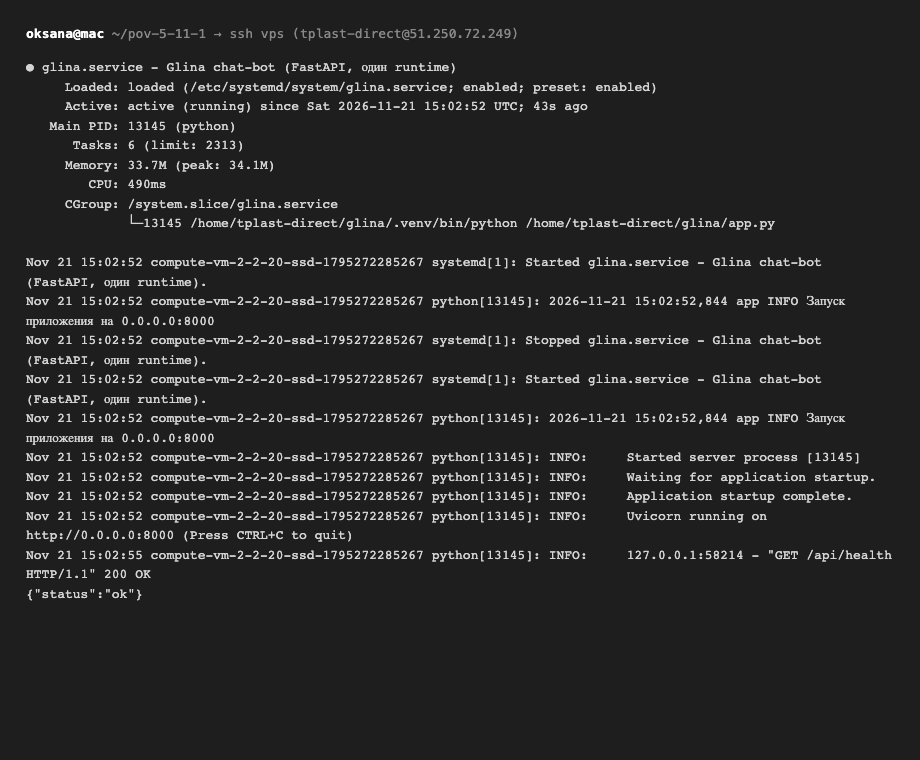 oksana@mac ~/pov-5-11-1 → ssh vps (tplast-direct@51.250.72.249)
● glina.service - Glina chat-bot (FastAPI, один runtime)
Loaded: loaded (/etc/systemd/system/glina.service; enabled; preset: enabled)
Active: active (running) since Sat 2026-11-21 15:02:52 UTC; 43s ago
Main PID: 13145 (python)
Tasks: 6 (limit: 2313)
Memory: 33.7M (peak: 34.1M)
CPU: 490ms
CGroup: /system.slice/glina.service
└─13145 /home/tplast-direct/glina/.venv/bin/python /home/tplast-direct/glina/app.py
Nov 21 15:02:52 compute-vm-2-2-20-ssd-1795272285267 systemd[1]: Started glina.service - Glina chat-bot
(FastAPI, один runtime).
Nov 21 15:02:52 compute-vm-2-2-20-ssd-1795272285267 python[13145]: 2026-11-21 15:02:52,844 app INFO Запуск
приложения на 0.0.0.0:8000
Nov 21 15:02:52 compute-vm-2-2-20-ssd-1795272285267 systemd[1]: Stopped glina.service - Glina chat-bot
(FastAPI, один runtime).
Nov 21 15:02:52 compute-vm-2-2-20-ssd-1795272285267 systemd[1]: Started glina.service - Glina chat-bot
(FastAPI, один runtime).
Nov 21 15:02:52 compute-vm-2-2-20-ssd-1795272285267 python[13145]: 2026-11-21 15:02:52,844 app INFO Запуск
приложения на 0.0.0.0:8000
Nov 21 15:02:52 compute-vm-2-2-20-ssd-1795272285267 python[13145]: INFO:     Started server process [13145]
Nov 21 15:02:52 compute-vm-2-2-20-ssd-1795272285267 python[13145]: INFO:     Waiting for application startup.
Nov 21 15:02:52 compute-vm-2-2-20-ssd-1795272285267 python[13145]: INFO:     Application startup complete.
Nov 21 15:02:52 compute-vm-2-2-20-ssd-1795272285267 python[13145]: INFO:     Uvicorn running on
http://0.0.0.0:8000 (Press CTRL+C to quit)
Nov 21 15:02:55 compute-vm-2-2-20-ssd-1795272285267 python[13145]: INFO:     127.0.0.1:58214 - "GET /api/health
HTTP/1.1" 200 OK
{"status":"ok"}